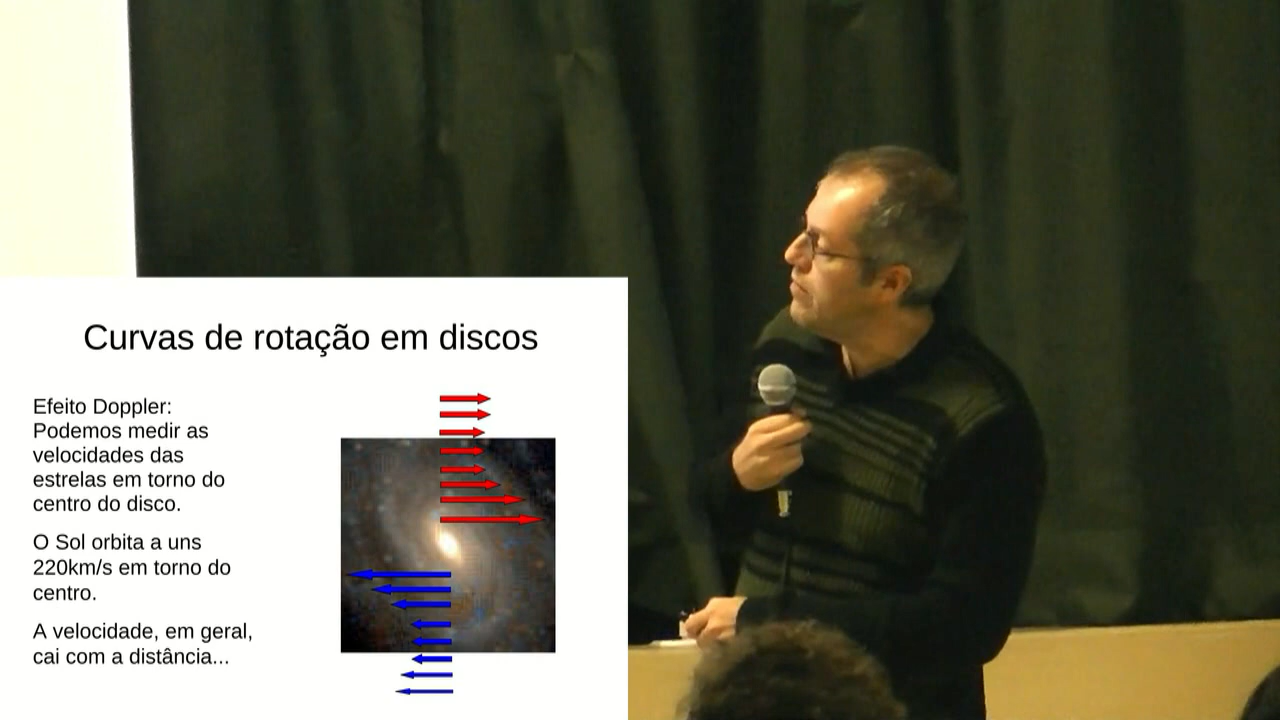 Curvas de rotação em discos
Efeito Doppler:
Podemos medir as
velocidades das
estrelas em torno do
centro do disco.
O Sol orbita a uns
220km/s em torno do
centro.
A velocidade, em geral,
cai com a distância...